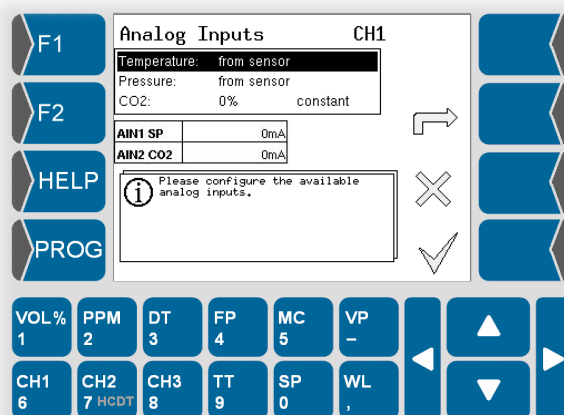 F1
F2
HELP
PROG
Analog Inputs CH1
Temperature: from sensor
Pressure: from sensor
CO2: 0% constant
AIN1 SP 0mA
AIN2 CO2 0mA
i Please configure the available
analog inputs.
VOL% PPM DT FP MC VP
1 2 3 4 5 –
CH1 CH2 CH3 TT SP WL
6 7 HCDT 8 9 0 ,